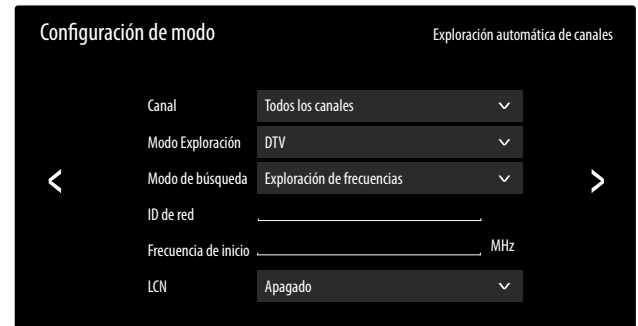 Configuración de modo
Exploración automática de canales
Canal Todos los canales
Modo Exploración DTV
Modo de búsqueda Exploración de frecuencias
ID de red
Frecuencia de inicio MHz
LCN Apagado